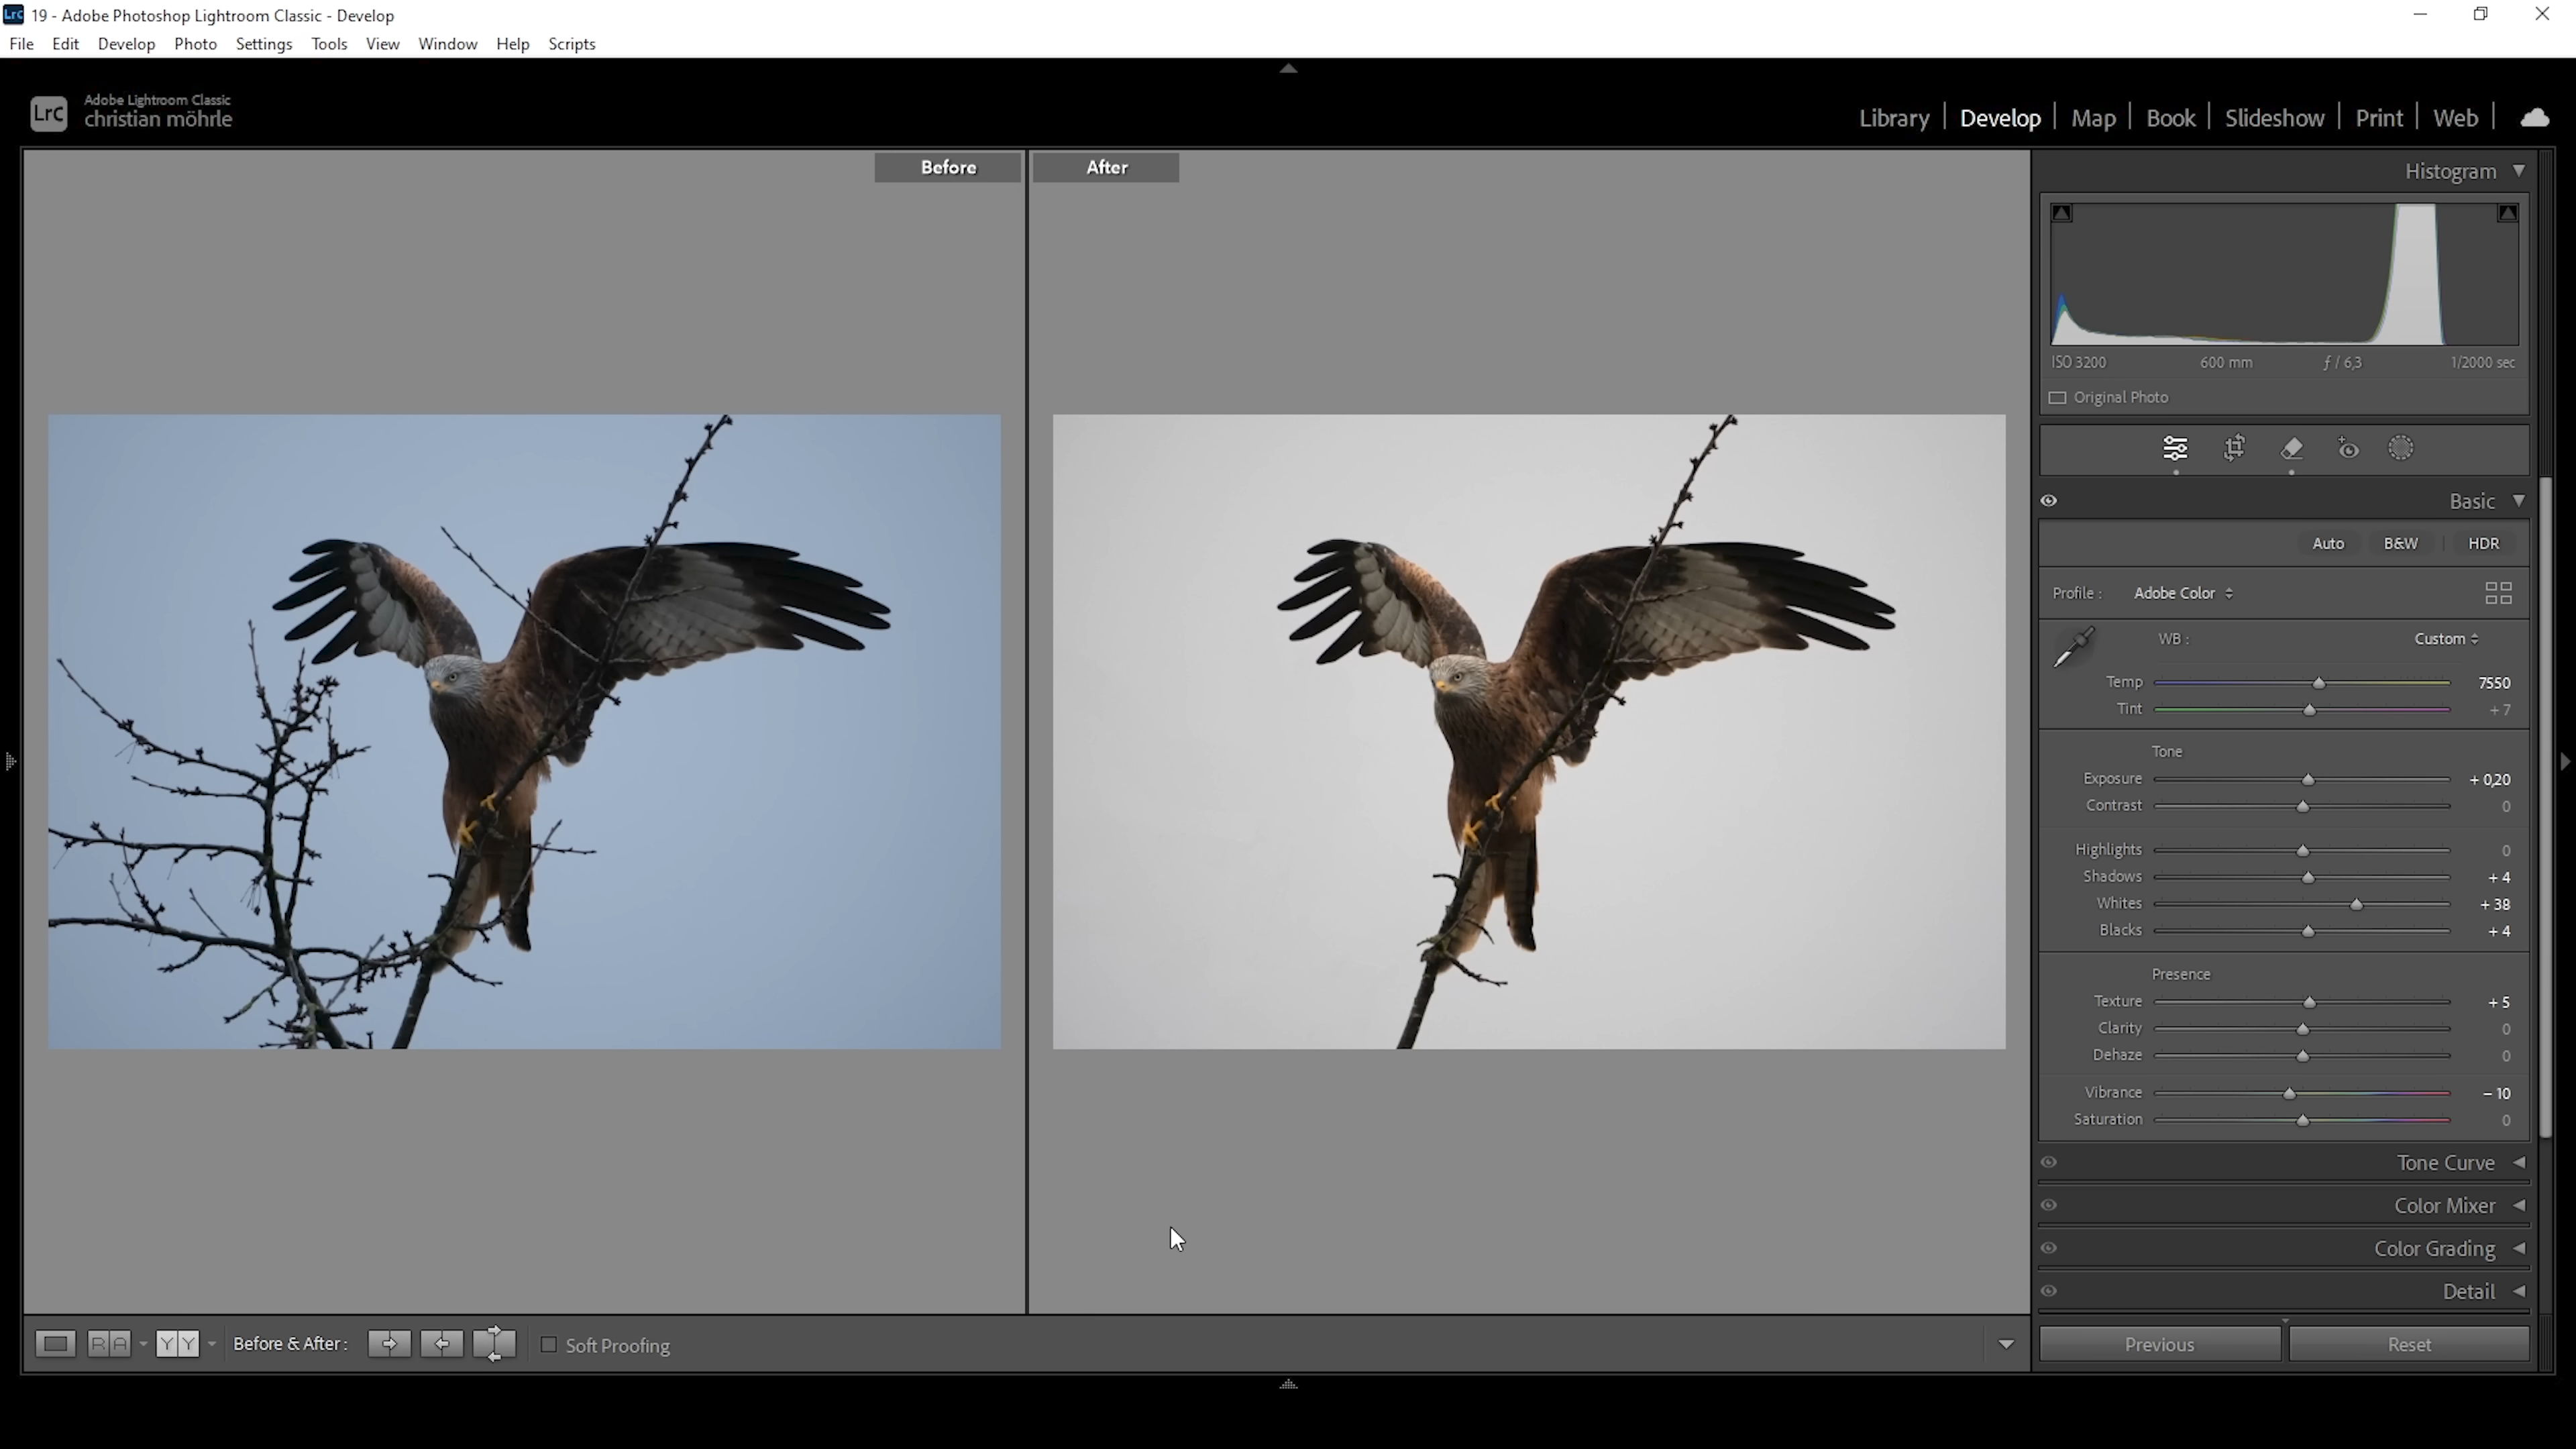 Lrc 19 - Adobe Photoshop Lightroom Classic - Develop
File Edit Develop Photo Settings Tools View Window Help Scripts
Lrc
Adobe Lightroom Classic
christian möhrle
Library | Develop | Map | Book | Slideshow | Print | Web |
Before
After
Histogram
ISO 3200 600 mm ƒ / 6,3 1/2000 sec
Original Photo
Basic
Auto B&W HDR
Profile : Adobe Color
WB : Custom
Temp 7550
Tint + 7
Tone
Exposure + 0,20
Contrast 0
Highlights 0
Shadows + 4
Whites + 38
Blacks + 4
Presence
Texture + 5
Clarity 0
Dehaze 0
Vibrance – 10
Saturation 0
Tone Curve
Color Mixer
Color Grading
Detail
R A Y Y Before & After : Soft Proofing
Previous Reset